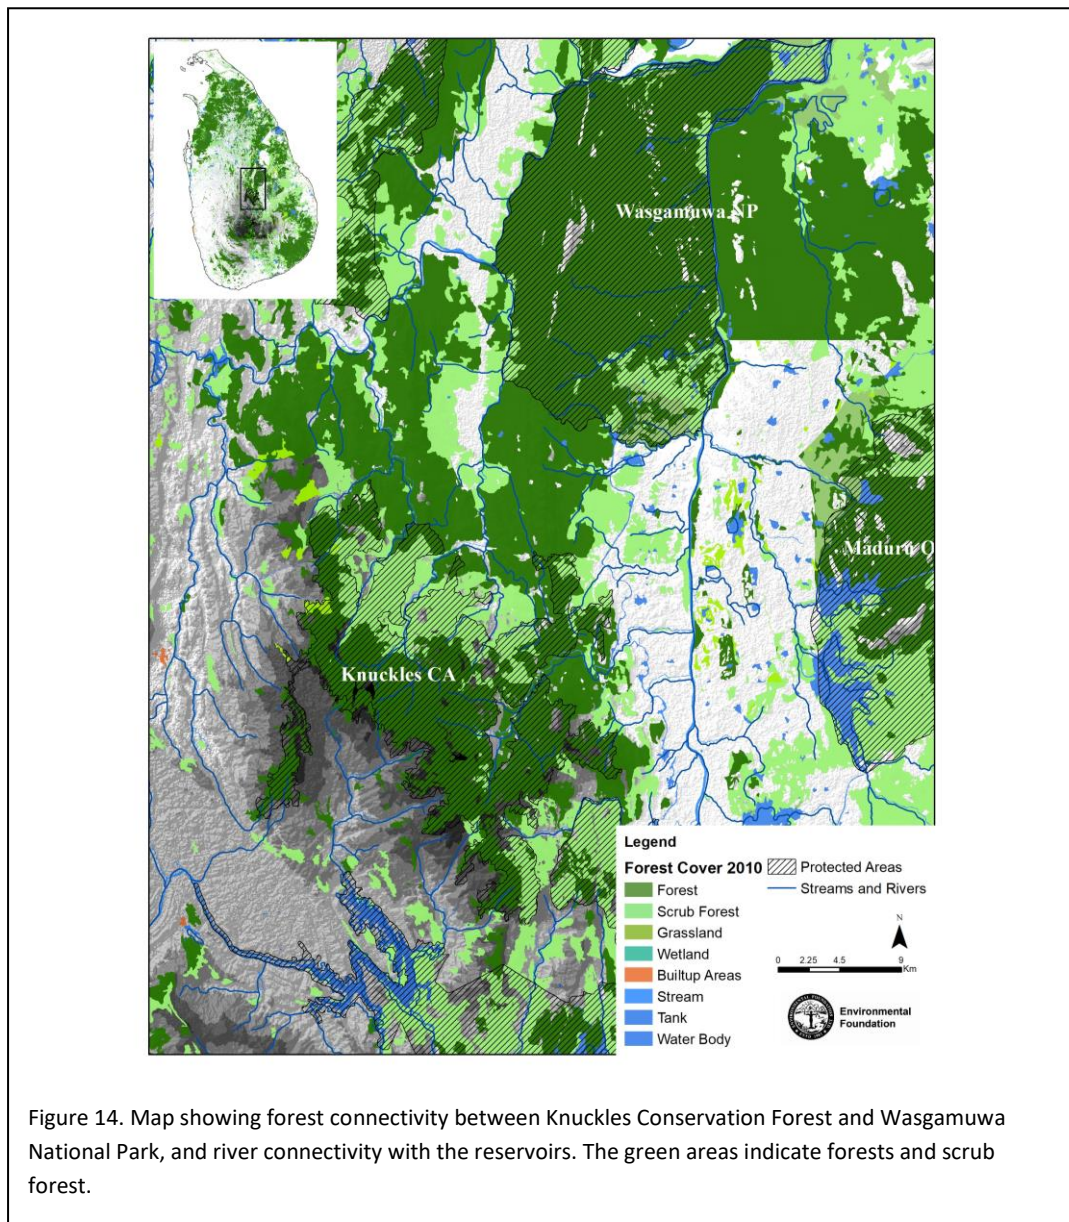 Wasgamuwa NP
Maduru O
Knuckles CA
Legend
Forest Cover 2010
Forest
Scrub Forest
Grassland
Wetland
Builtup Areas
Stream
Tank
Water Body
Protected Areas
Streams and Rivers
N
0 2.25 4.5 9
Km
Environmental
Foundation
Figure 14. Map showing forest connectivity between Knuckles Conservation Forest and Wasgamuwa
National Park, and river connectivity with the reservoirs. The green areas indicate forests and scrub
forest.